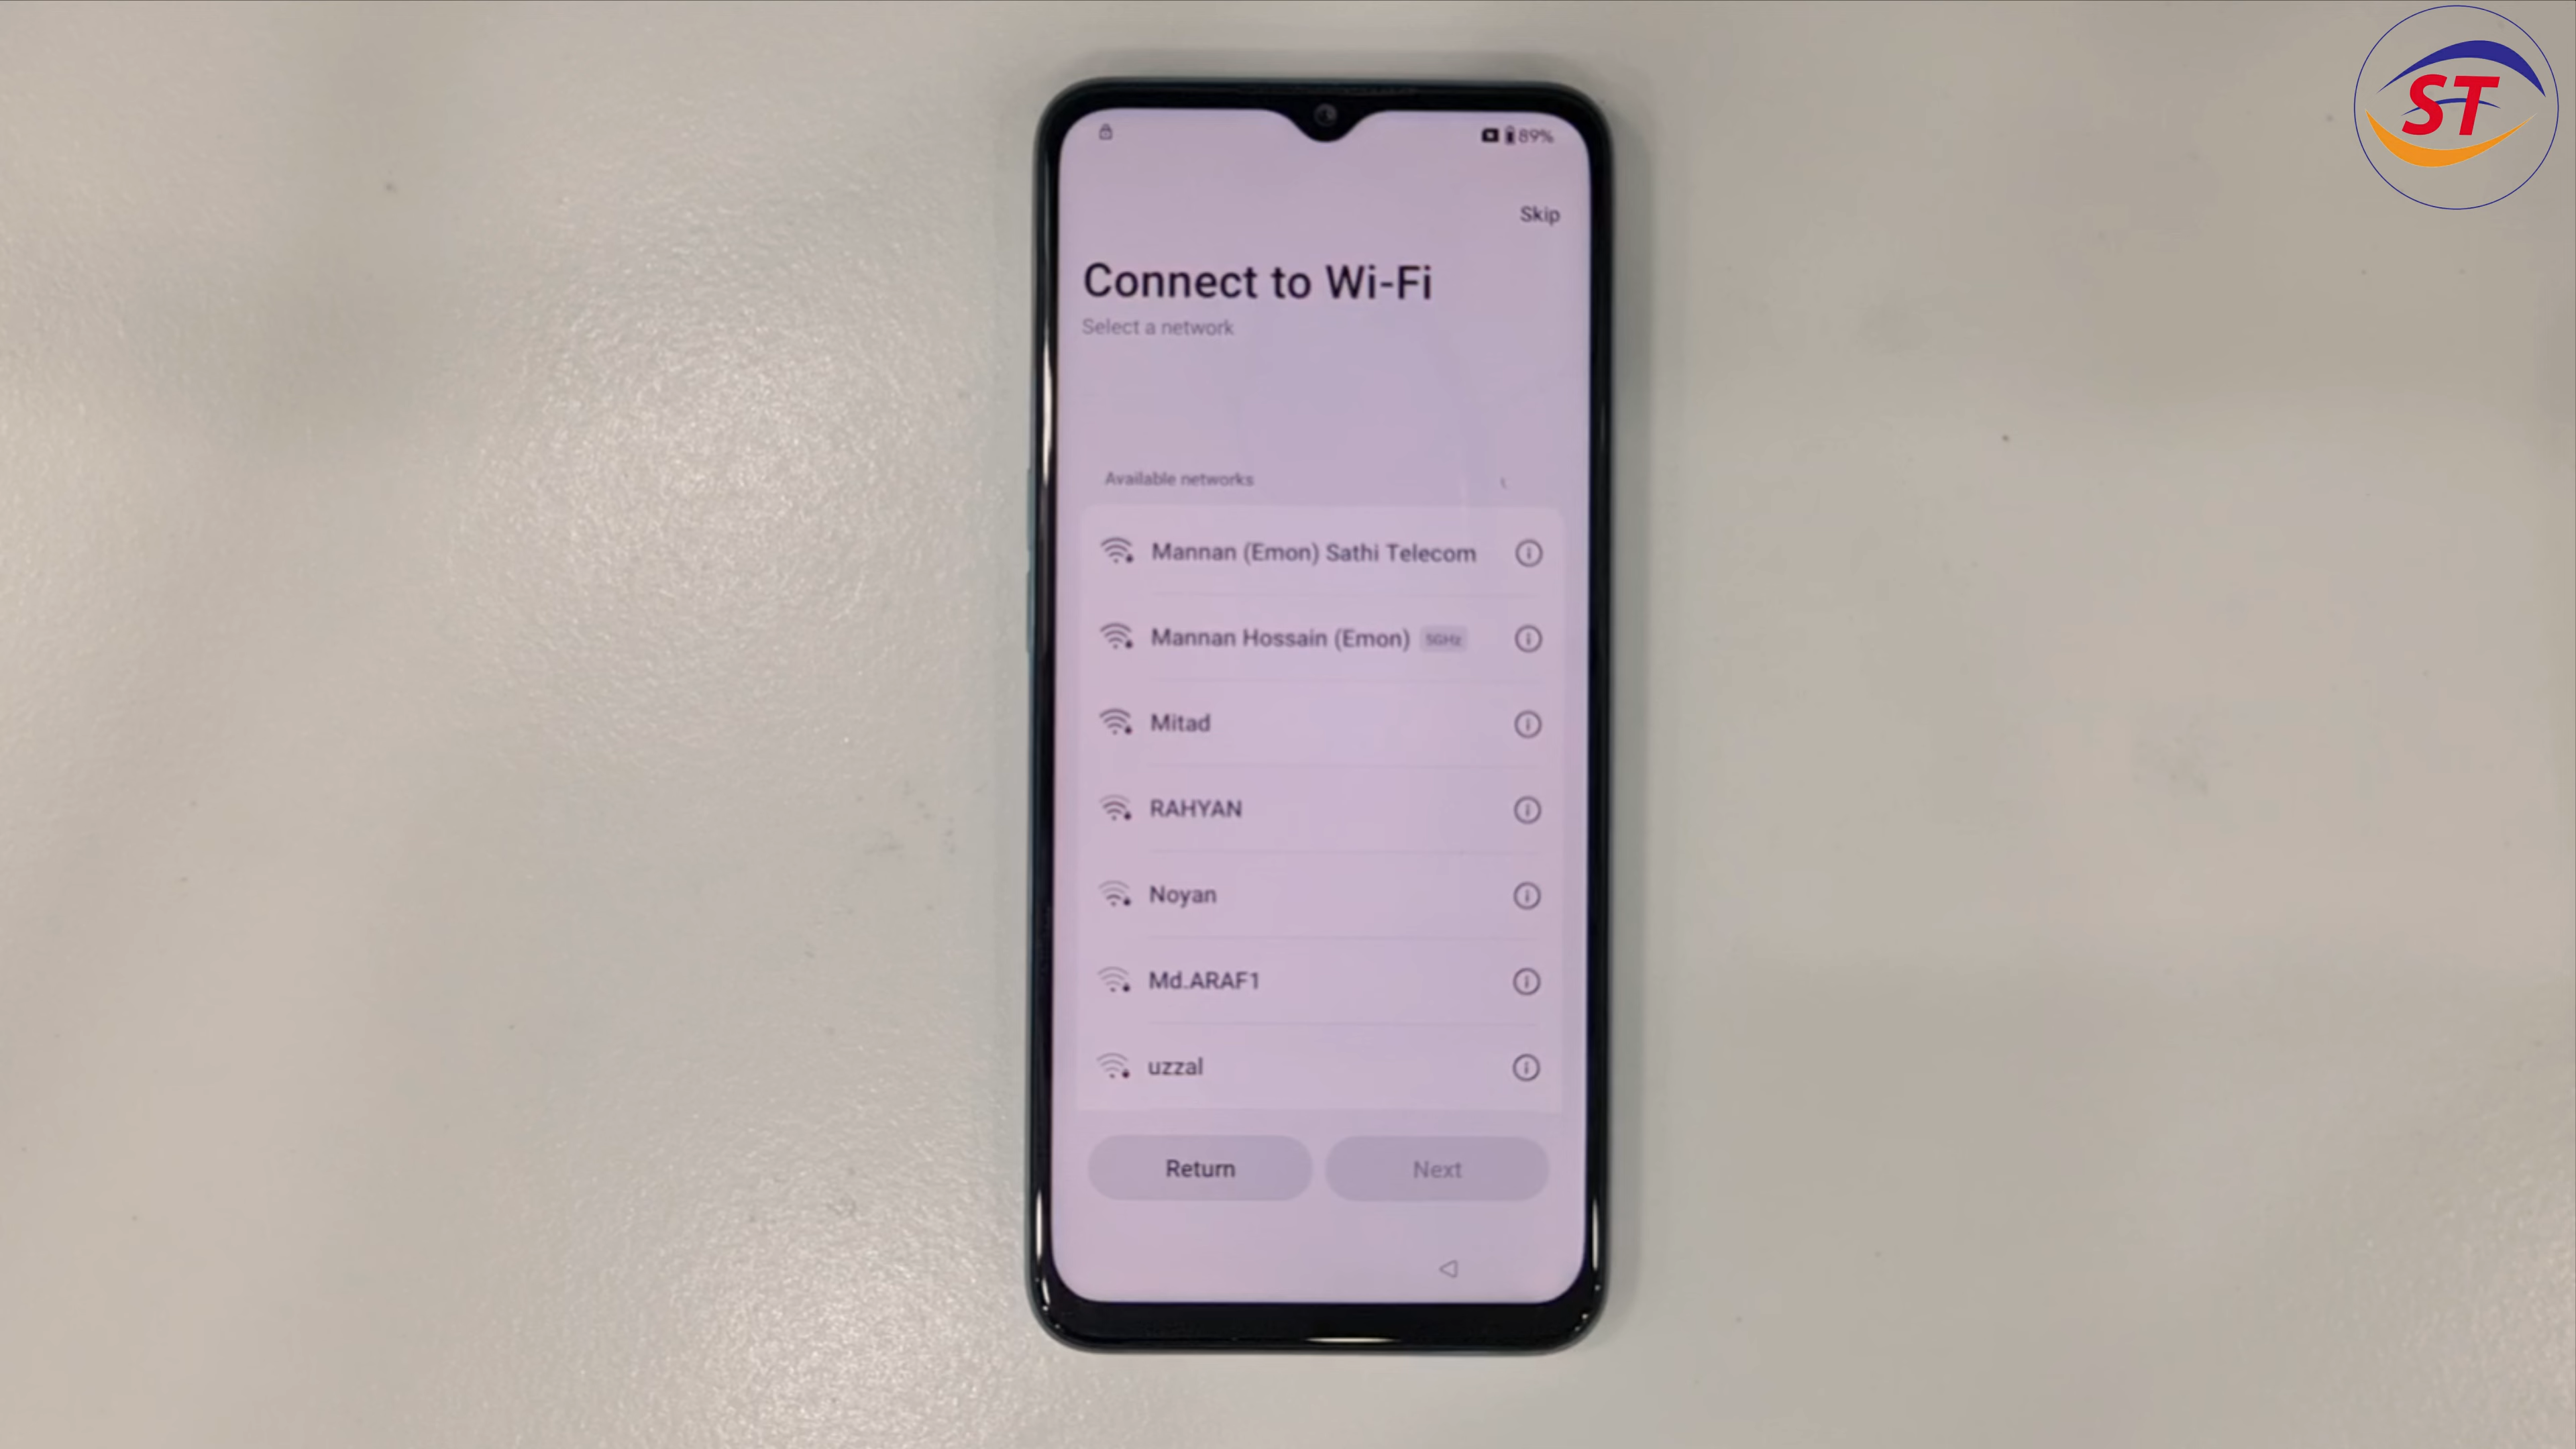 ST
89%
Skip
Connect to Wi-Fi
Select a network
Available networks
Mannan (Emon) Sathi Telecom
Mannan Hossain (Emon) 5GHz
Mitad
RAHYAN
Noyan
Md.ARAF1
uzzal
Return Next